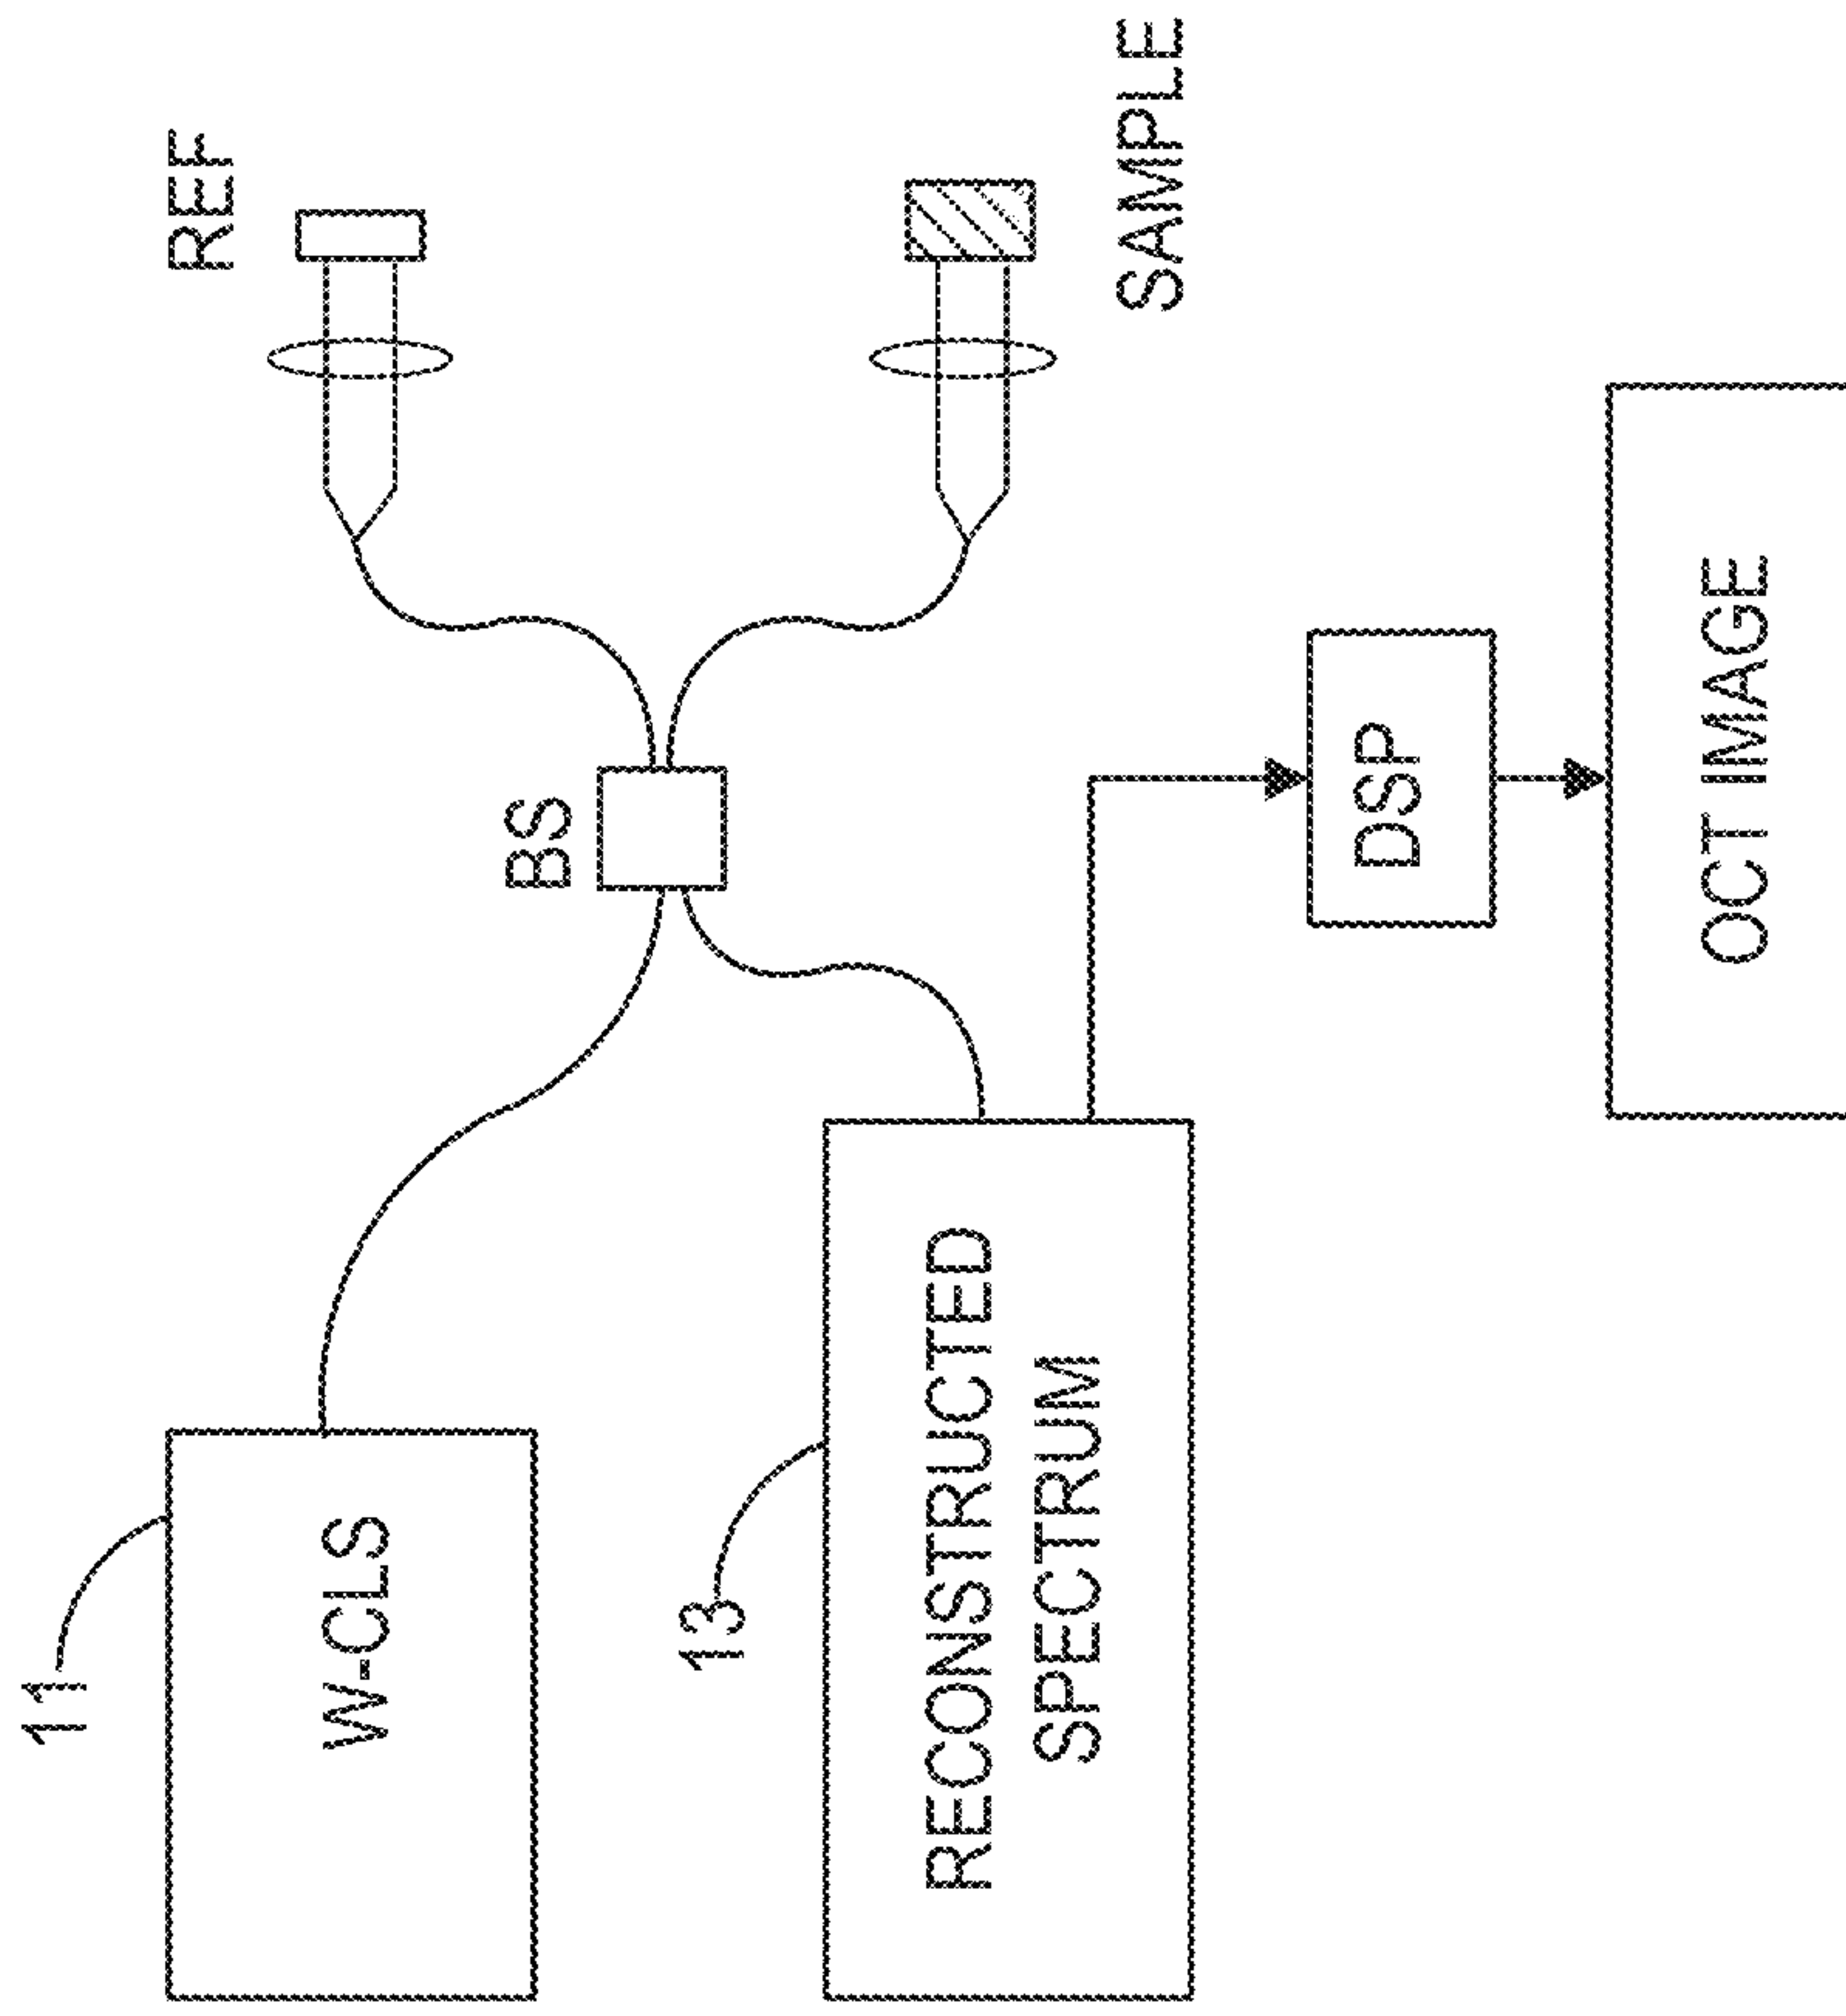 11
W-CLS
BS
REF
13
RECONSTRUCTED
SPECTRUM
SAMPLE
DSP
OCT IMAGE